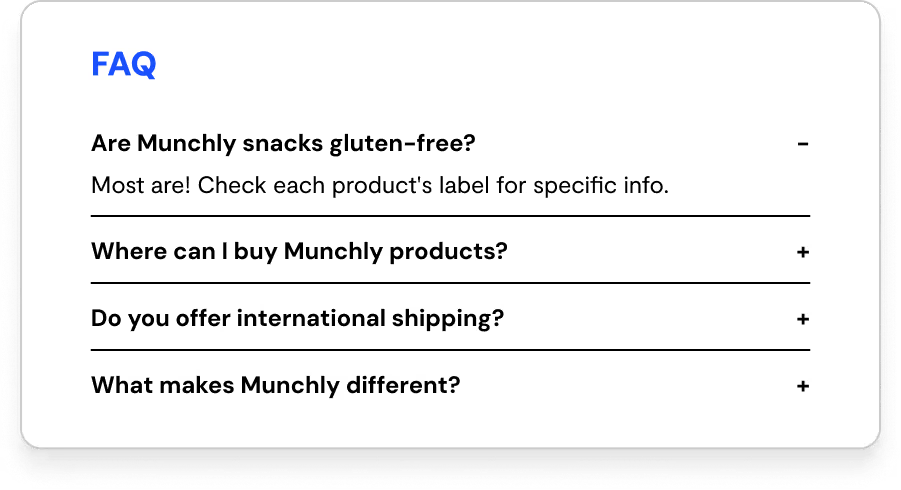 FAQ
Are Munchly snacks gluten-free? -
Most are! Check each product's label for specific info.
Where can I buy Munchly products? +
Do you offer international shipping? +
What makes Munchly different? +